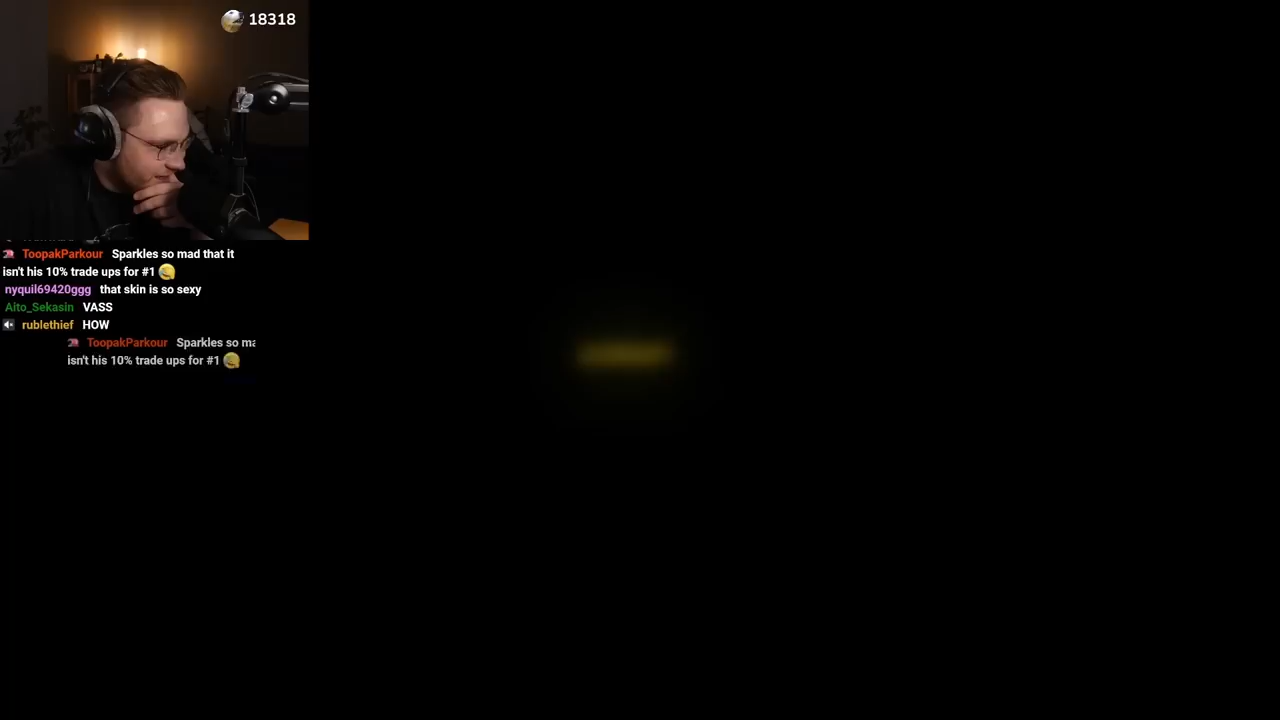 18318
ToopakParkour Sparkles so mad that it
isn't his 10% trade ups for #1
nyquil69420ggg that skin is so sexy
Aito_Sekasin VASS
rublethief HOW
ToopakParkour Sparkles so ma
isn't his 10% trade ups for #1